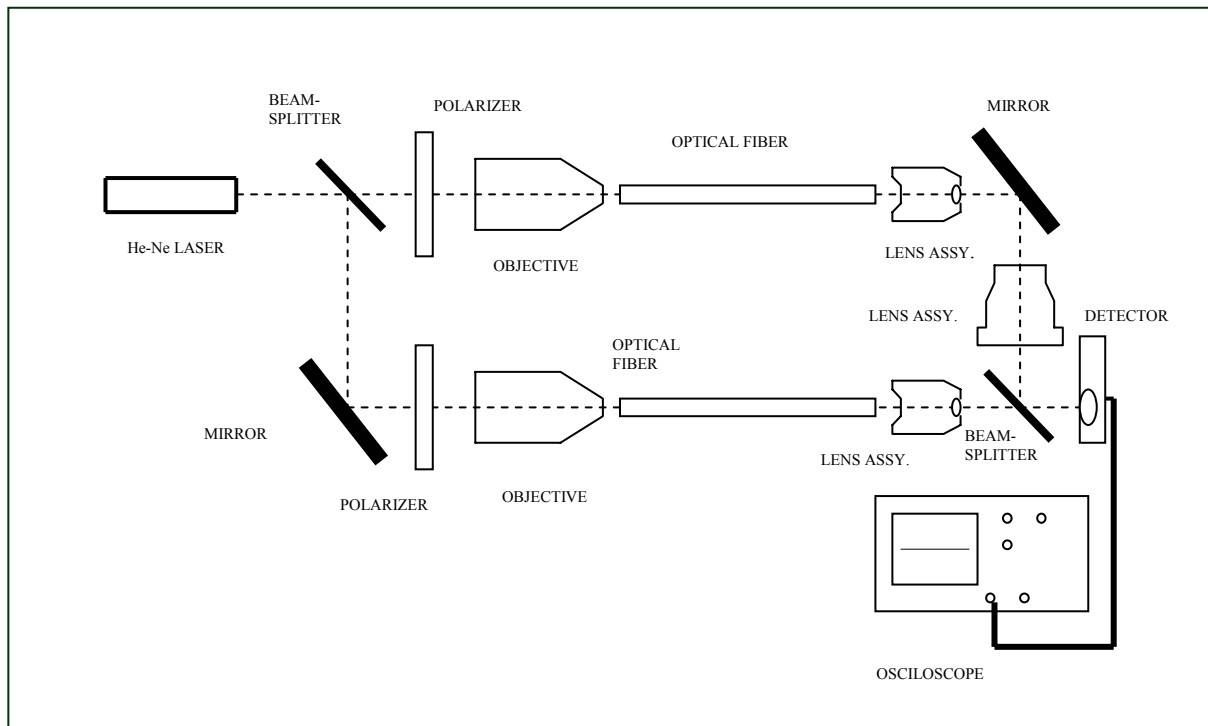 BEAM-
SPLITTER
POLARIZER
MIRROR
OPTICAL FIBER
He-Ne LASER
OBJECTIVE
LENS ASSY.
LENS ASSY.
DETECTOR
OPTICAL
FIBER
MIRROR
BEAM-
SPLITTER
LENS ASSY.
POLARIZER
OBJECTIVE
OSCILOSCOPE